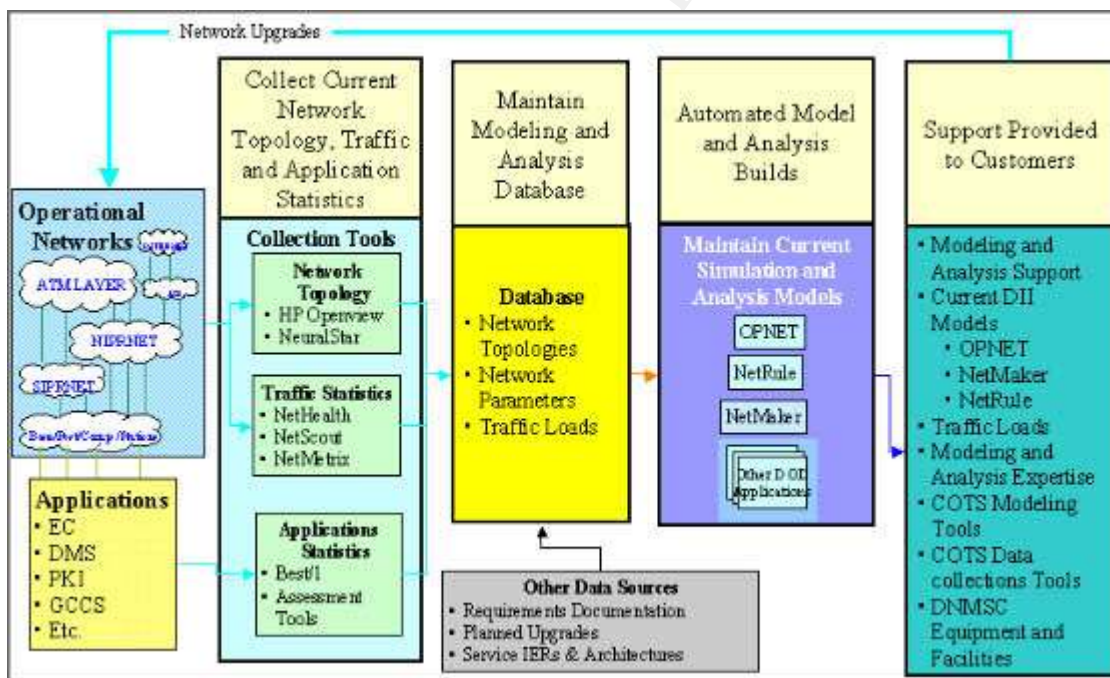 Network Upgrades
Collect Current
Network
Topology, Traffic
and Application
Statistics
Maintain
Modeling and
Analysis
Database
Automated Model
and Analysis
Builds
Support Provided
to Customers
Operational
Networks
ATM LAYER
NIPRNET
SIPRNET
Base/Post/Camp/Stations
Applications
• EC
• DMS
• PKI
• GCCS
• Etc.
Collection Tools
Network
Topology
• HP Openview
• NeuralStar
Traffic Statistics
• NetHealth
• NetScout
• NetMetrix
Applications
Statistics
• Best/1
• Assessment
Tools
Database
• Network
Topologies
• Network
Parameters
• Traffic Loads
Other Data Sources
• Requirements Documentation
• Planned Upgrades
• Service IERs & Architectures
Maintain Current
Simulation and
Analysis Models
OPNET
NetRule
NetMaker
Other D OD
Applications
• Modeling and
Analysis Support
• Current DII
Models
• OPNET
• NetMaker
• NetRule
• Traffic Loads
• Modeling and
Analysis Expertise
• COTS Modeling
Tools
• COTS Data
collections Tools
• DNMSC
Equipment and
Facilities